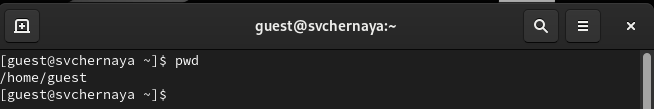 guest@svchernaya:~
[guest@svchernaya ~]$ pwd
/home/guest
[guest@svchernaya ~]$